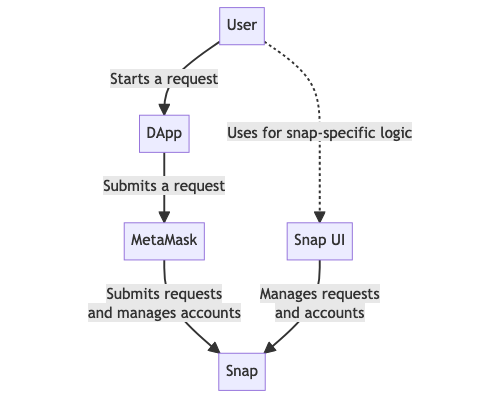 User
Starts a request
DApp
Uses for snap-specific logic
Submits a request
MetaMask
Snap UI
Submits requests
and manages accounts
Manages requests
and accounts
Snap